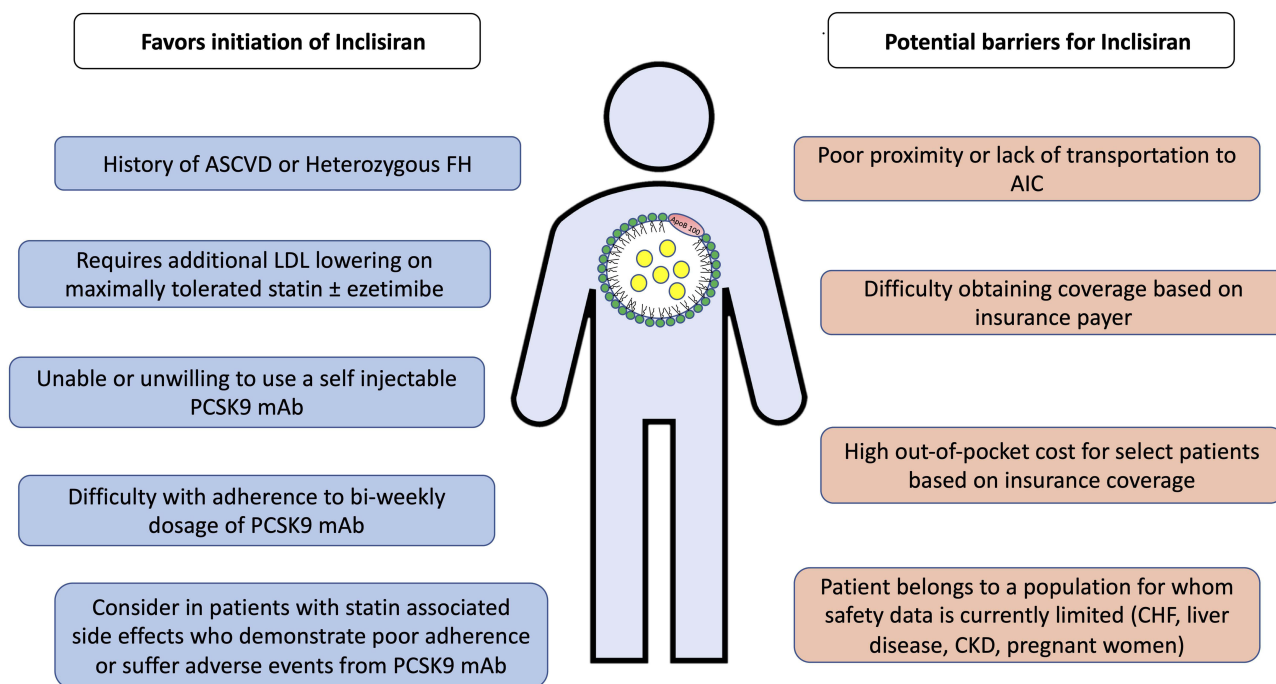 Favors initiation of Inclisiran
History of ASCVD or Heterozygous FH
Requires additional LDL lowering on
maximally tolerated statin ± ezetimibe
Unable or unwilling to use a self injectable
PCSK9 mAb
Difficulty with adherence to bi-weekly
dosage of PCSK9 mAb
Consider in patients with statin associated
side effects who demonstrate poor adherence
or suffer adverse events from PCSK9 mAb
ApoB 100
Potential barriers for Inclisiran
Poor proximity or lack of transportation to
AIC
Difficulty obtaining coverage based on
insurance payer
High out-of-pocket cost for select patients
based on insurance coverage
Patient belongs to a population for whom
safety data is currently limited (CHF, liver
disease, CKD, pregnant women)